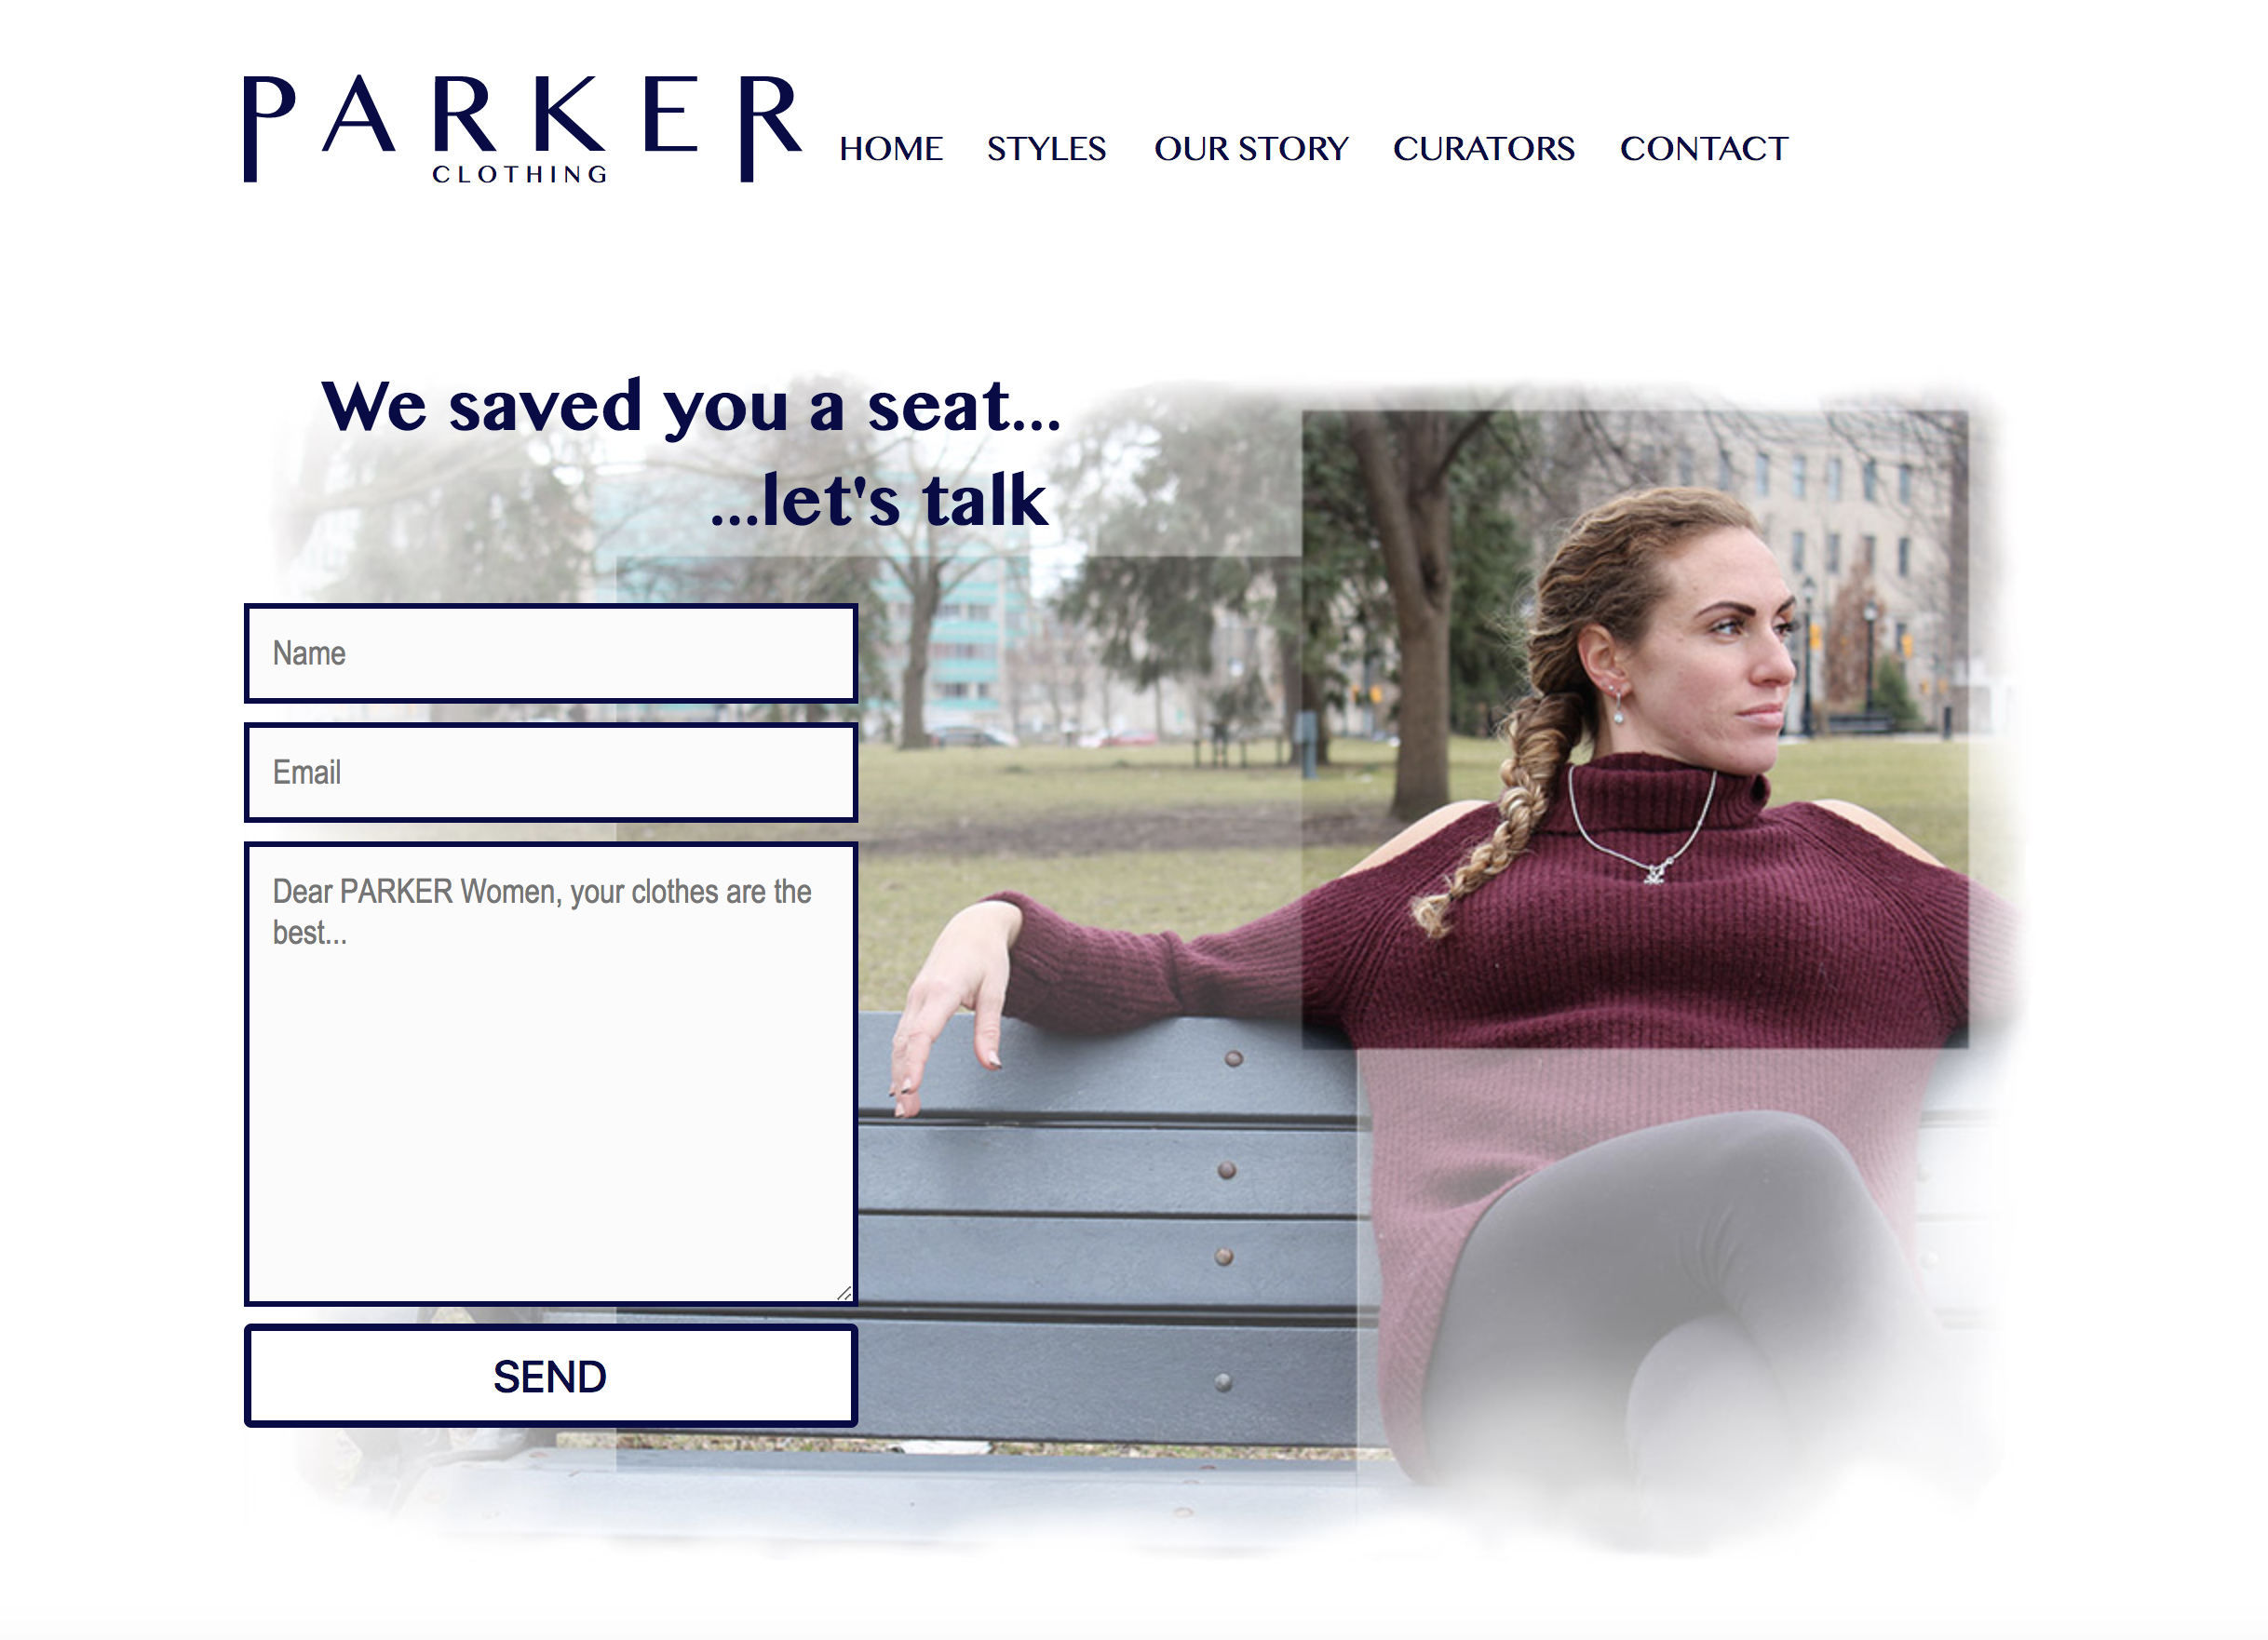 PARKER
CLOTHING
HOME STYLES OUR STORY CURATORS CONTACT
We saved you a seat...
...let's talk
Name
Email
Dear PARKER Women, your clothes are the
best...
SEND